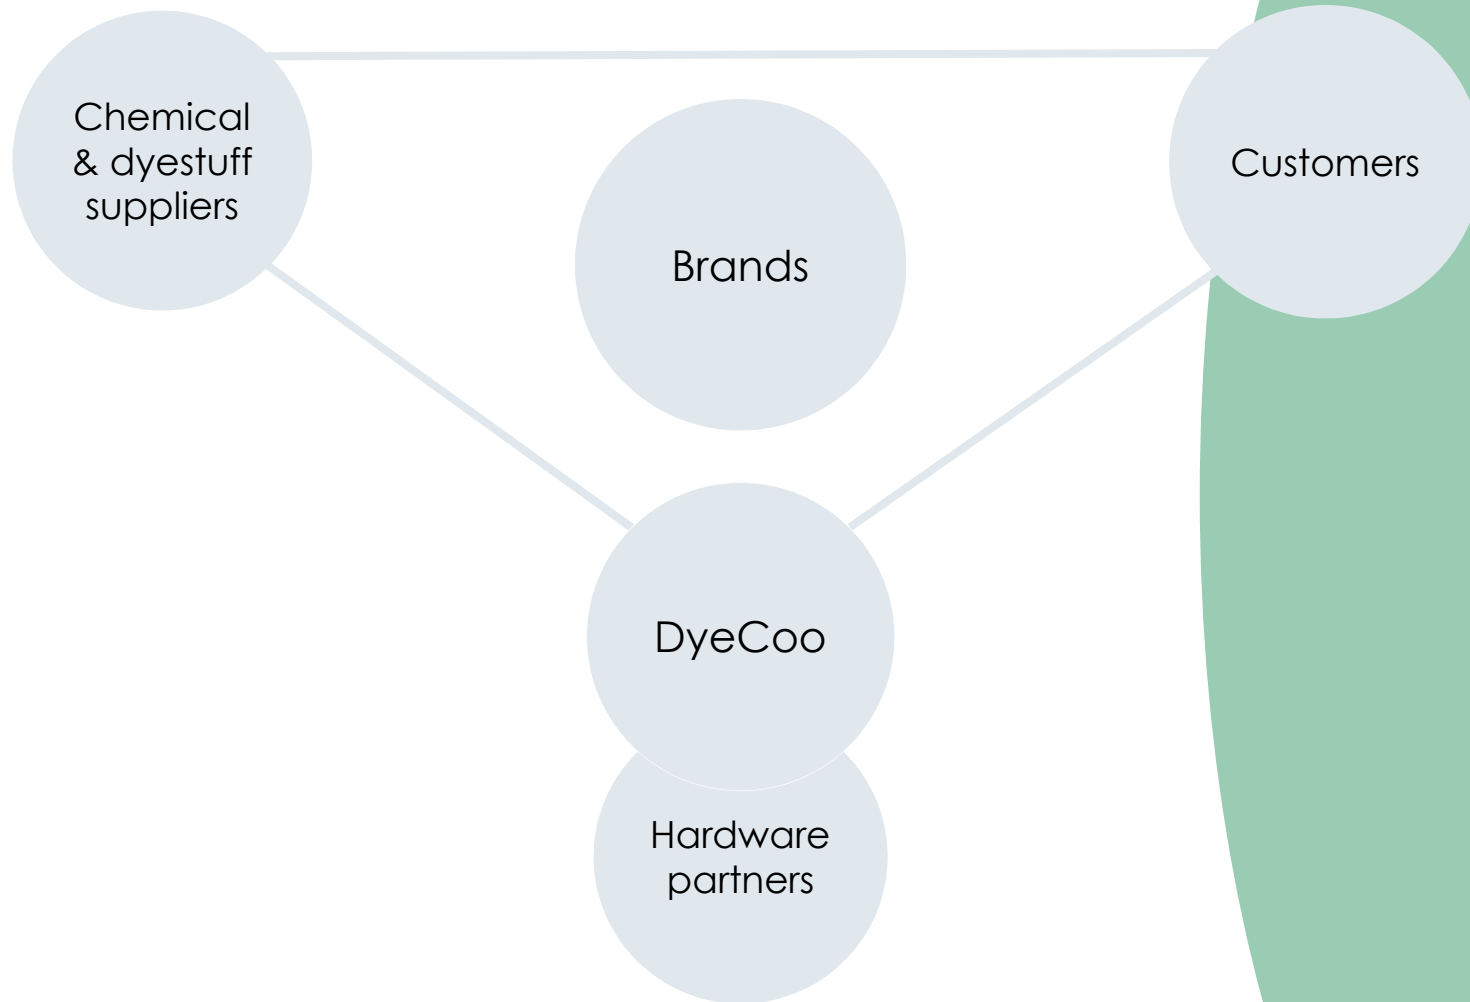 Chemical
& dyestuff
suppliers
Customers
Brands
DyeCoo
Hardware
partners